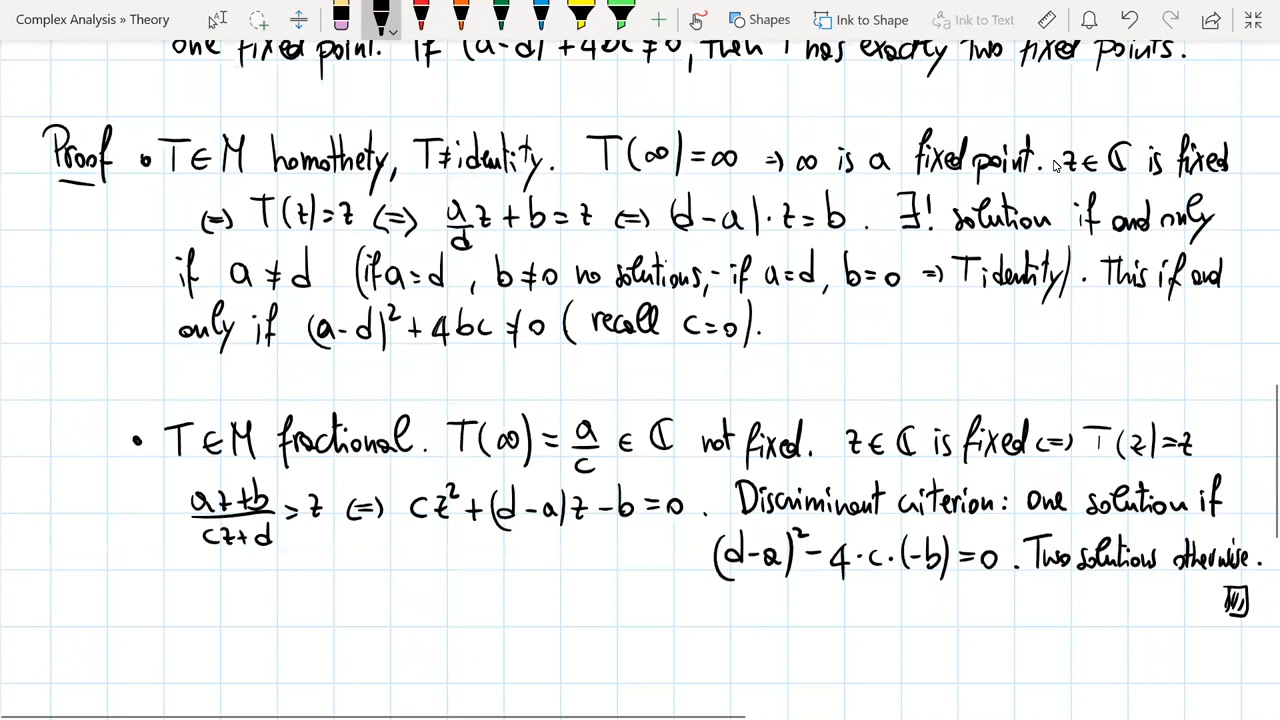 Complex Analysis » Theory
Shapes
Ink to Shape
Ink to Text
one fixed point. If (a-d)² + 4bc ≠ 0, then T has exactly two fixed points.
Proof • T∈M homothety, T≠identity. T(∞)=∞ ⇒ ∞ is a fixed point. z∈ℂ is fixed
⇔ T(z)=z ⇔ a/d z + b = z ⇔ (d-a)·z = b. ∃! solution if and only
if a ≠ d (if a=d, b≠0 no solutions, - if a=d, b=0 ⇒ T identity). This if and
only if (a-d)² + 4bc ≠ 0 (recall c=0).
• T∈M fractional. T(∞) = a/c ∈ ℂ not fixed. z∈ℂ is fixed ⇔ T(z)=z
(az+b)/(cz+d) = z ⇔ cz² + (d-a)z - b = 0. Discriminant criterion: One solution if
(d-a)² - 4·c·(-b) = 0. Two solutions otherwise.